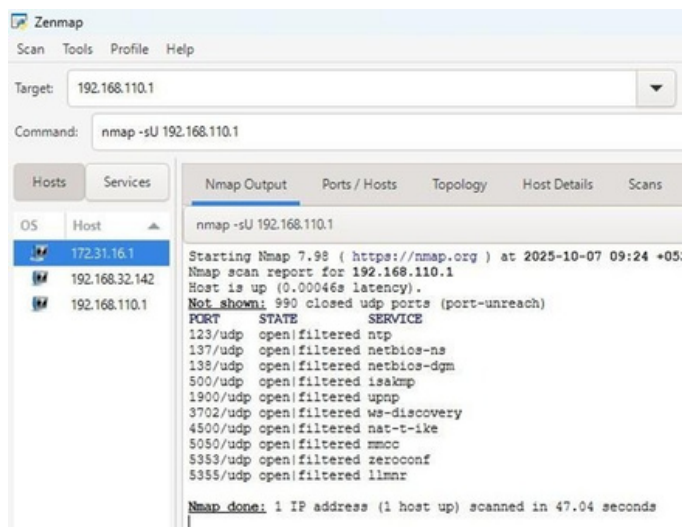 Zenmap
Scan Tools Profile Help
Target: 192.168.110.1
Command: nmap -sU 192.168.110.1
Hosts Services
Nmap Output Ports / Hosts Topology Host Details Scans
OS Host
172.31.16.1
192.168.32.142
192.168.110.1
nmap -sU 192.168.110.1
Starting Nmap 7.98 ( https://nmap.org ) at 2025-10-07 09:24 +05
Nmap scan report for 192.168.110.1
Host is up (0.00046s latency).
Not shown: 990 closed udp ports (port-unreach)
PORT STATE SERVICE
123/udp open|filtered ntp
137/udp open|filtered netbios-ns
138/udp open|filtered netbios-dgm
500/udp open|filtered isakmp
1900/udp open|filtered upnp
3702/udp open|filtered ws-discovery
4500/udp open|filtered nat-t-ike
5050/udp open|filtered mmcc
5353/udp open|filtered zeroconf
5355/udp open|filtered llmnr
Nmap done: 1 IP address (1 host up) scanned in 47.04 seconds